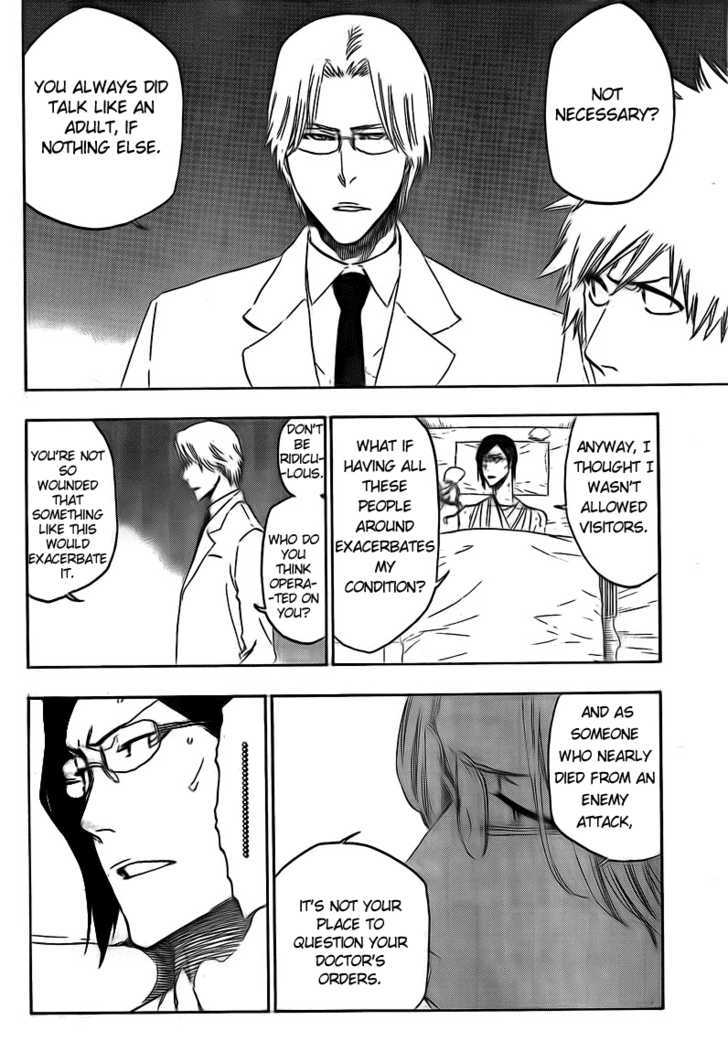 NOT
NECESSARY?
YOU ALWAYS DID
TALK LIKE AN
ADULT, IF
NOTHING ELSE.
ANYWAY, I
THOUGHT I
WASN'T
ALLOWED
VISITORS.
WHAT IF
HAVING ALL
THESE
PEOPLE
AROUND
EXACERBATES
MY
CONDITION?
DON'T
BE
RIDICU-
-LOUS.
WHO DO
YOU
THINK
OPERA-
-TED ON
YOU?
YOU'RE NOT
SO
WOUNDED
THAT
SOMETHING
LIKE THIS
WOULD
EXACERBATE
IT.
AND AS
SOMEONE
WHO NEARLY
DIED FROM AN
ENEMY
ATTACK,
IT'S NOT YOUR
PLACE TO
QUESTION YOUR
DOCTOR'S
ORDERS.